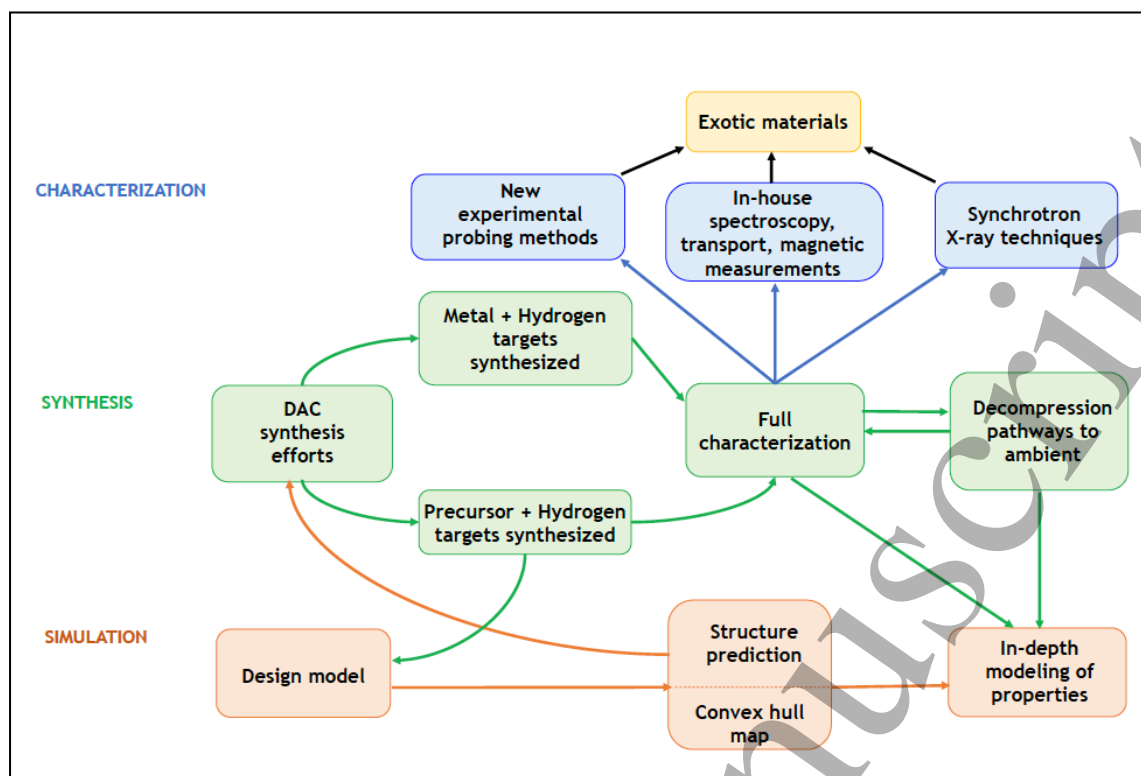 Exotic materials
CHARACTERIZATION
New
experimental
probing methods
In-house
spectroscopy,
transport, magnetic
measurements
Synchrotron
X-ray techniques
Metal + Hydrogen
targets
synthesized
SYNTHESIS
DAC
synthesis
efforts
Full
characterization
Decompression
pathways to
ambient
Precursor + Hydrogen
targets synthesized
SIMULATION
Design model
Structure
prediction
Convex hull
map
In-depth
modeling of
properties
nuscrip